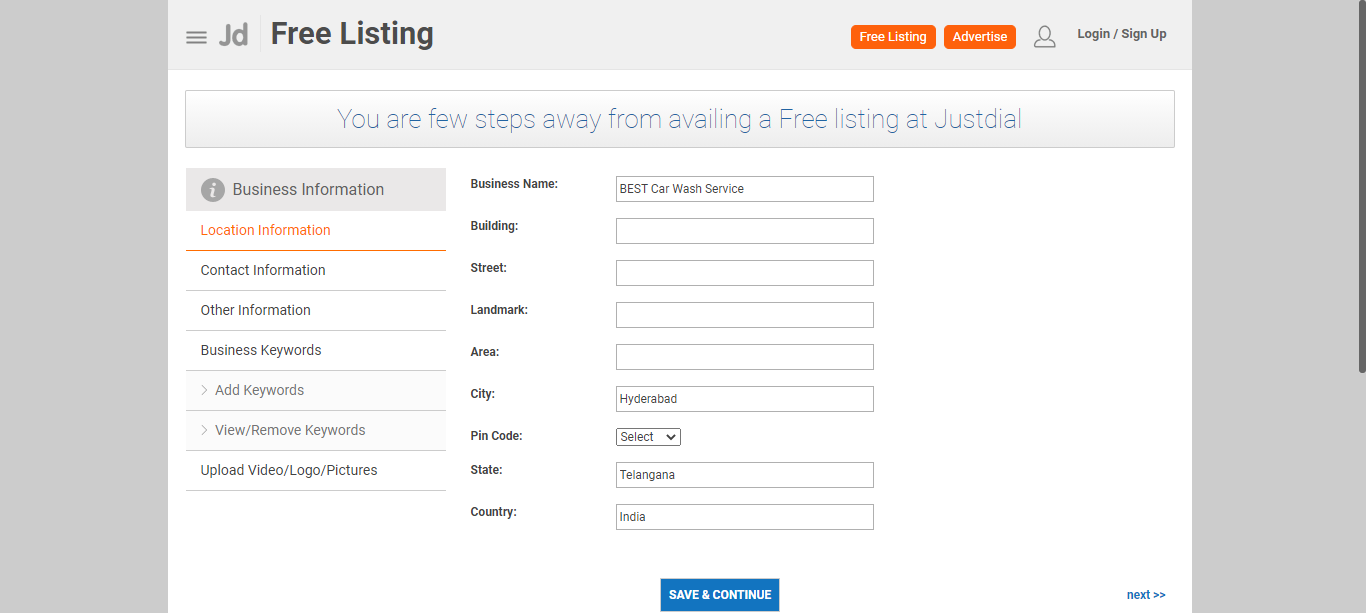 Jd Free Listing
Free Listing Advertise Login / Sign Up
You are few steps away from availing a Free listing at Justdial
i Business Information
Location Information
Contact Information
Other Information
Business Keywords
Add Keywords
View/Remove Keywords
Upload Video/Logo/Pictures
Business Name: BEST Car Wash Service
Building:
Street:
Landmark:
Area:
City: Hyderabad
Pin Code: Select
State: Telangana
Country: India
SAVE & CONTINUE
next >>